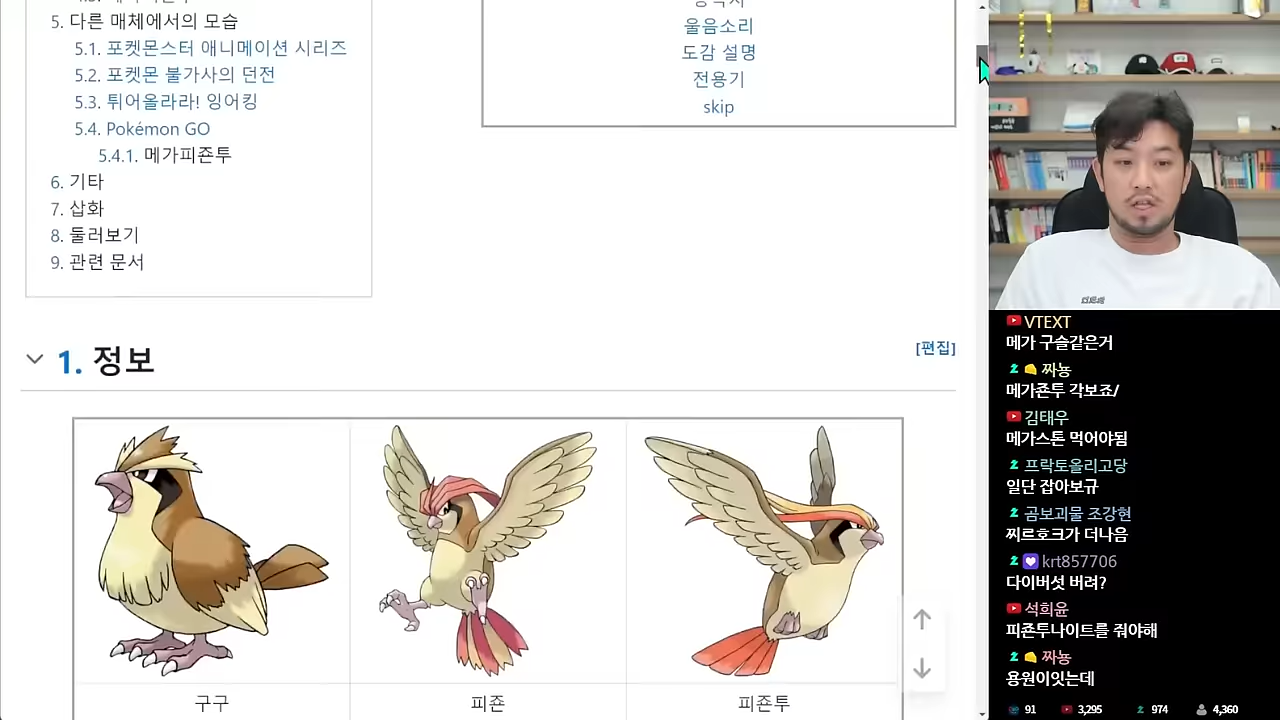 5. 다른 매체에서의 모습
5.1. 포켓몬스터 애니메이션 시리즈
5.2. 포켓몬 불가사의 던전
5.3. 튀어올라라! 잉어킹
5.4. Pokémon GO
5.4.1. 메가피죤투
6. 기타
7. 삽화
8. 둘러보기
9. 관련 문서
울음소리
도감 설명
전용기
skip
1. 정보
[편집]
구구
피죤
피죤투
VTEXT
메가 구슬같은거
짜뇽
메가죤투 각보죠/
김태우
메가스톤 먹어야됨
프락토올리고당
일단 잡아보규
곰보괴물 조강현
찌르호크가 더나음
krt857706
다이버섯 버려?
석희윤
피죤투나이트를 줘야해
짜뇽
용원이잇는데
91
3,295
974
4,360